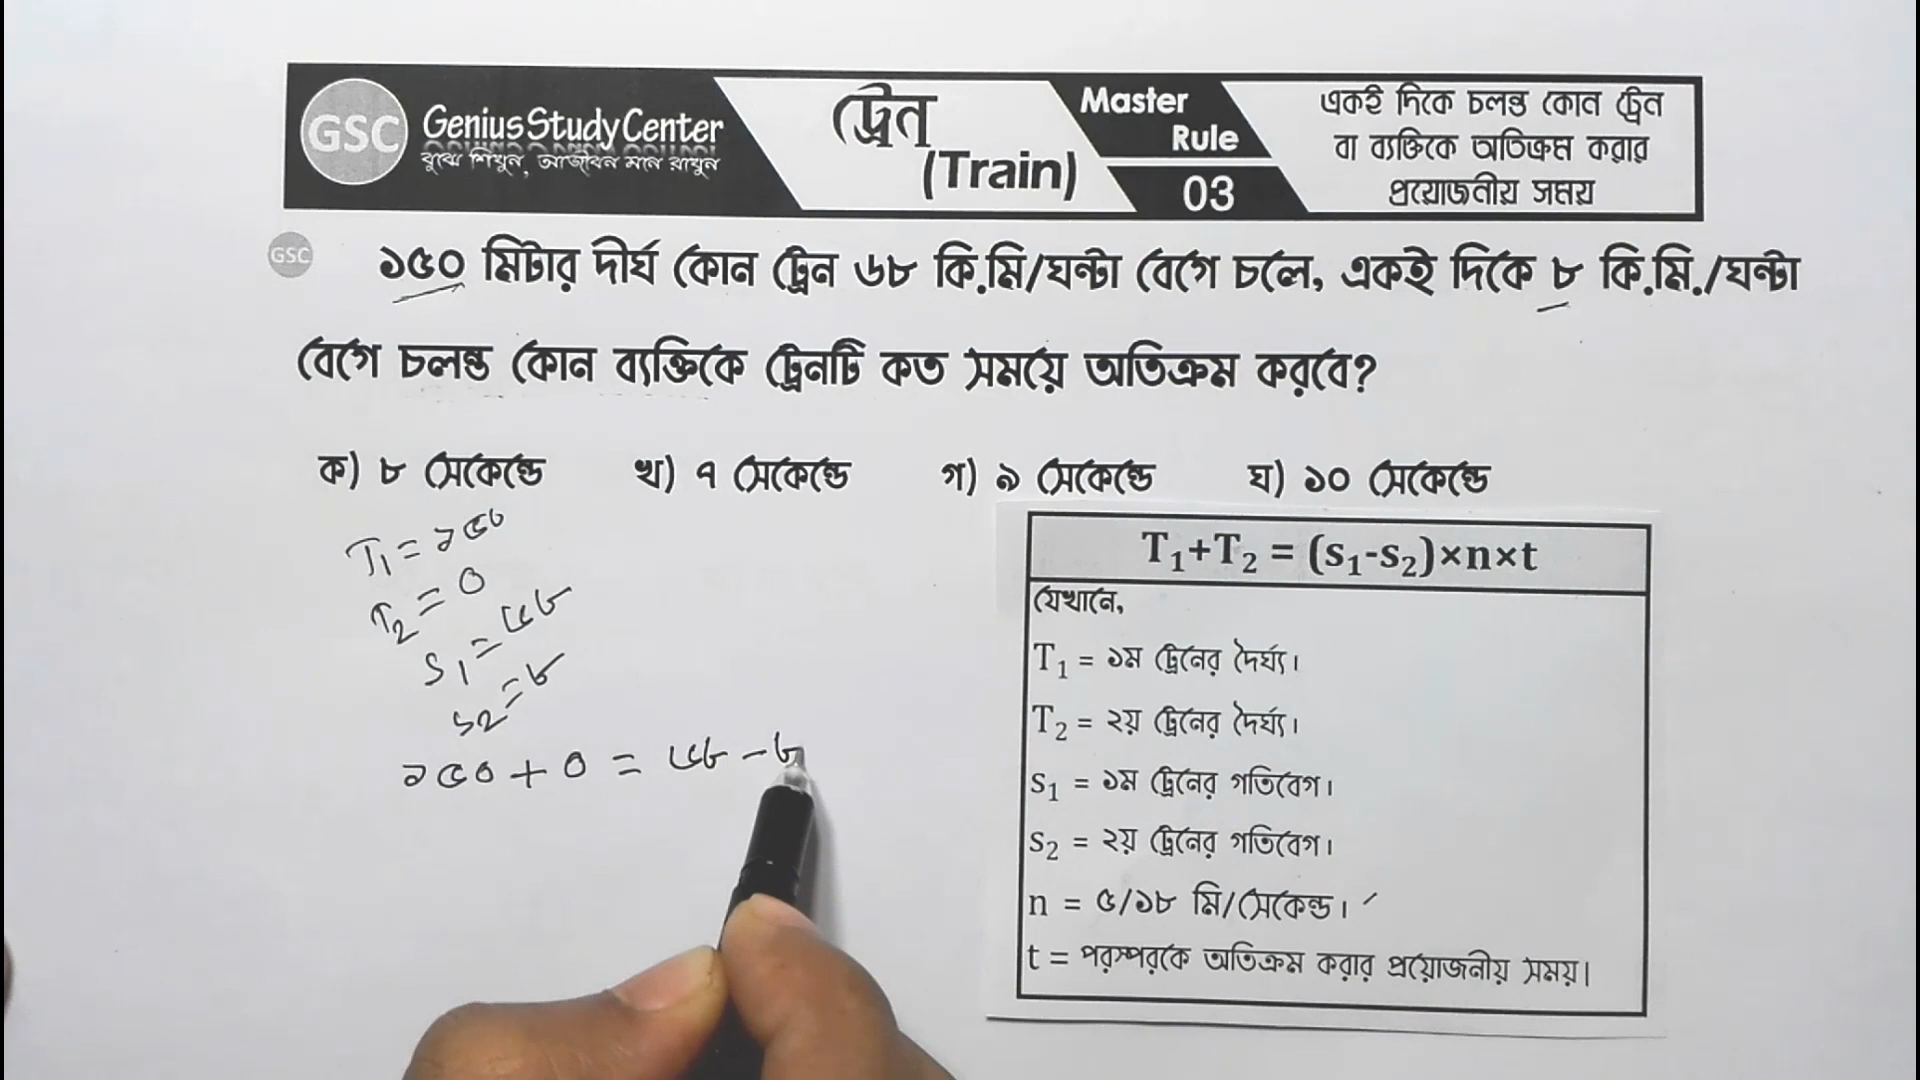 GSC Genius Study Center
বুঝে শিখুন, আজীবন মনে রাখুন
ট্রেন
(Train)
Master
Rule
03
একই দিকে চলন্ত কোন ট্রেন
বা ব্যক্তিকে অতিক্রম করার
প্রয়োজনীয় সময়
GSC
১৫০ মিটার দীর্ঘ কোন ট্রেন ৬৮ কি.মি/ঘন্টা বেগে চলে, একই দিকে ৮ কি.মি./ঘন্টা
বেগে চলন্ত কোন ব্যক্তিকে ট্রেনটি কত সময়ে অতিক্রম করবে?
ক) ৮ সেকেন্ডে খ) ৭ সেকেন্ডে গ) ৯ সেকেন্ডে ঘ) ১০ সেকেন্ডে
T₁ = ১৫০
T₂ = ০
S₁ = ৬৮
S₂ = ৮
১৫০ + ০ = ৬৮ - ৮
T₁+T₂ = (s₁-s₂)×n×t
যেখানে,
T₁ = ১ম ট্রেনের দৈর্ঘ্য।
T₂ = ২য় ট্রেনের দৈর্ঘ্য।
s₁ = ১ম ট্রেনের গতিবেগ।
s₂ = ২য় ট্রেনের গতিবেগ।
n = ৫/১৮ মি/সেকেন্ড।
t = পরস্পরকে অতিক্রম করার প্রয়োজনীয় সময়।